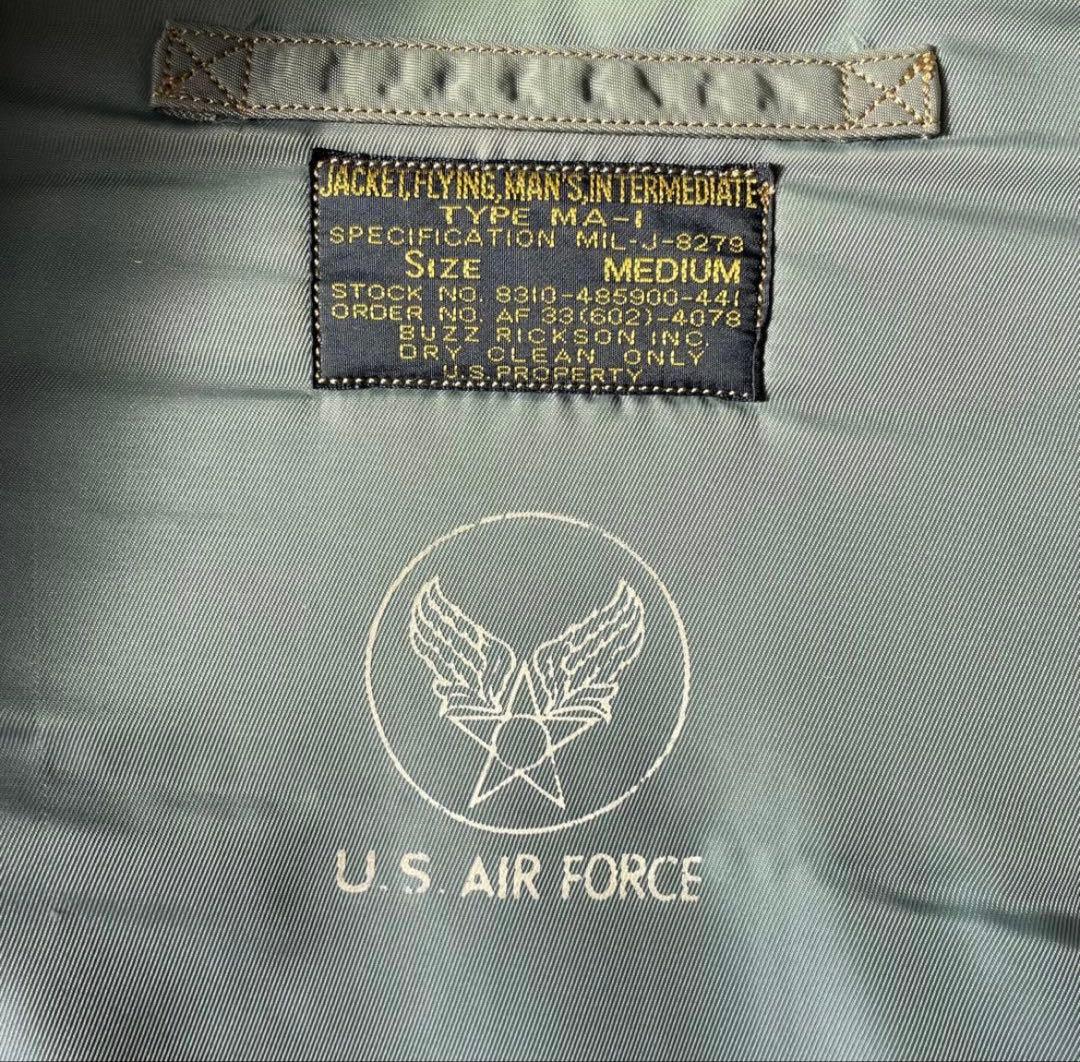 JACKET, FLYING, MAN'S, INTERMEDIATE
TYPE MA-1
SPECIFICATION MIL-J-8279
SIZE MEDIUM
STOCK NO. 8310-485900-441
ORDER NO. AF 33(602)-4078
BUZZ RICKSON INC.
DRY CLEAN ONLY
U.S. PROPERTY
U.S. AIR FORCE